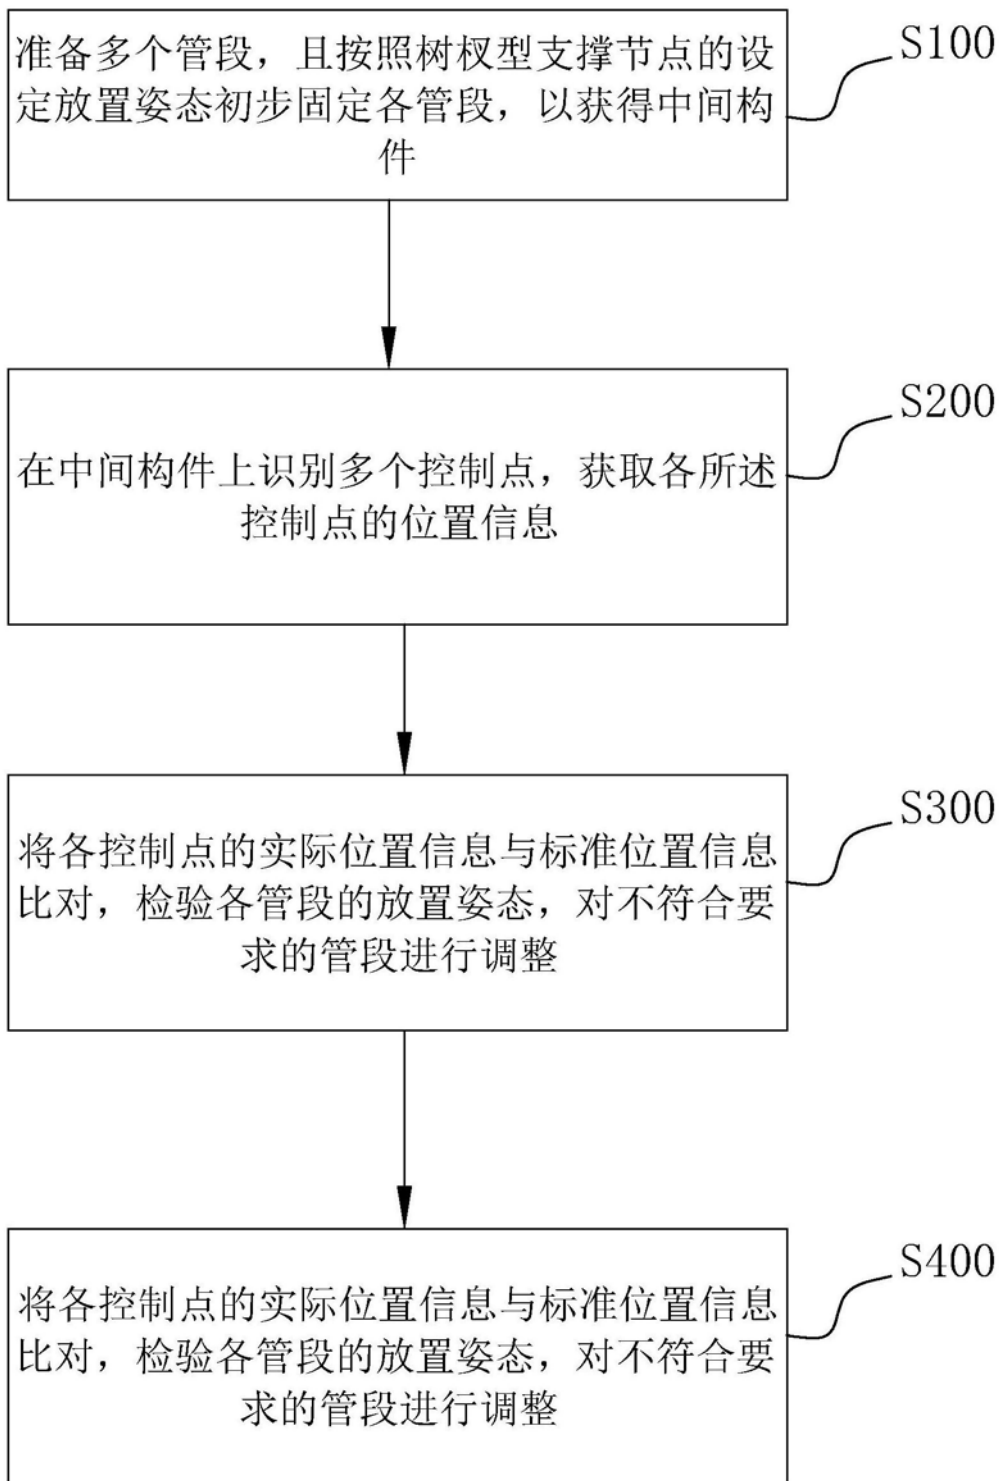 准备多个管段，且按照树杈型支撑节点的设
定放置姿态初步固定各管段，以获得中间构
件
S100
在中间构件上识别多个控制点，获取各所述
控制点的位置信息
S200
将各控制点的实际位置信息与标准位置信息
比对，检验各管段的放置姿态，对不符合要
求的管段进行调整
S300
将各控制点的实际位置信息与标准位置信息
比对，检验各管段的放置姿态，对不符合要
求的管段进行调整
S400